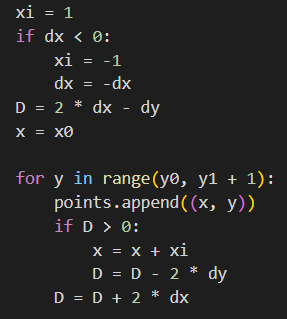 xi = 1
if dx < 0:
    xi = -1
    dx = -dx
D = 2 * dx - dy
x = x0

for y in range(y0, y1 + 1):
    points.append((x, y))
    if D > 0:
        x = x + xi
        D = D - 2 * dy
    D = D + 2 * dx